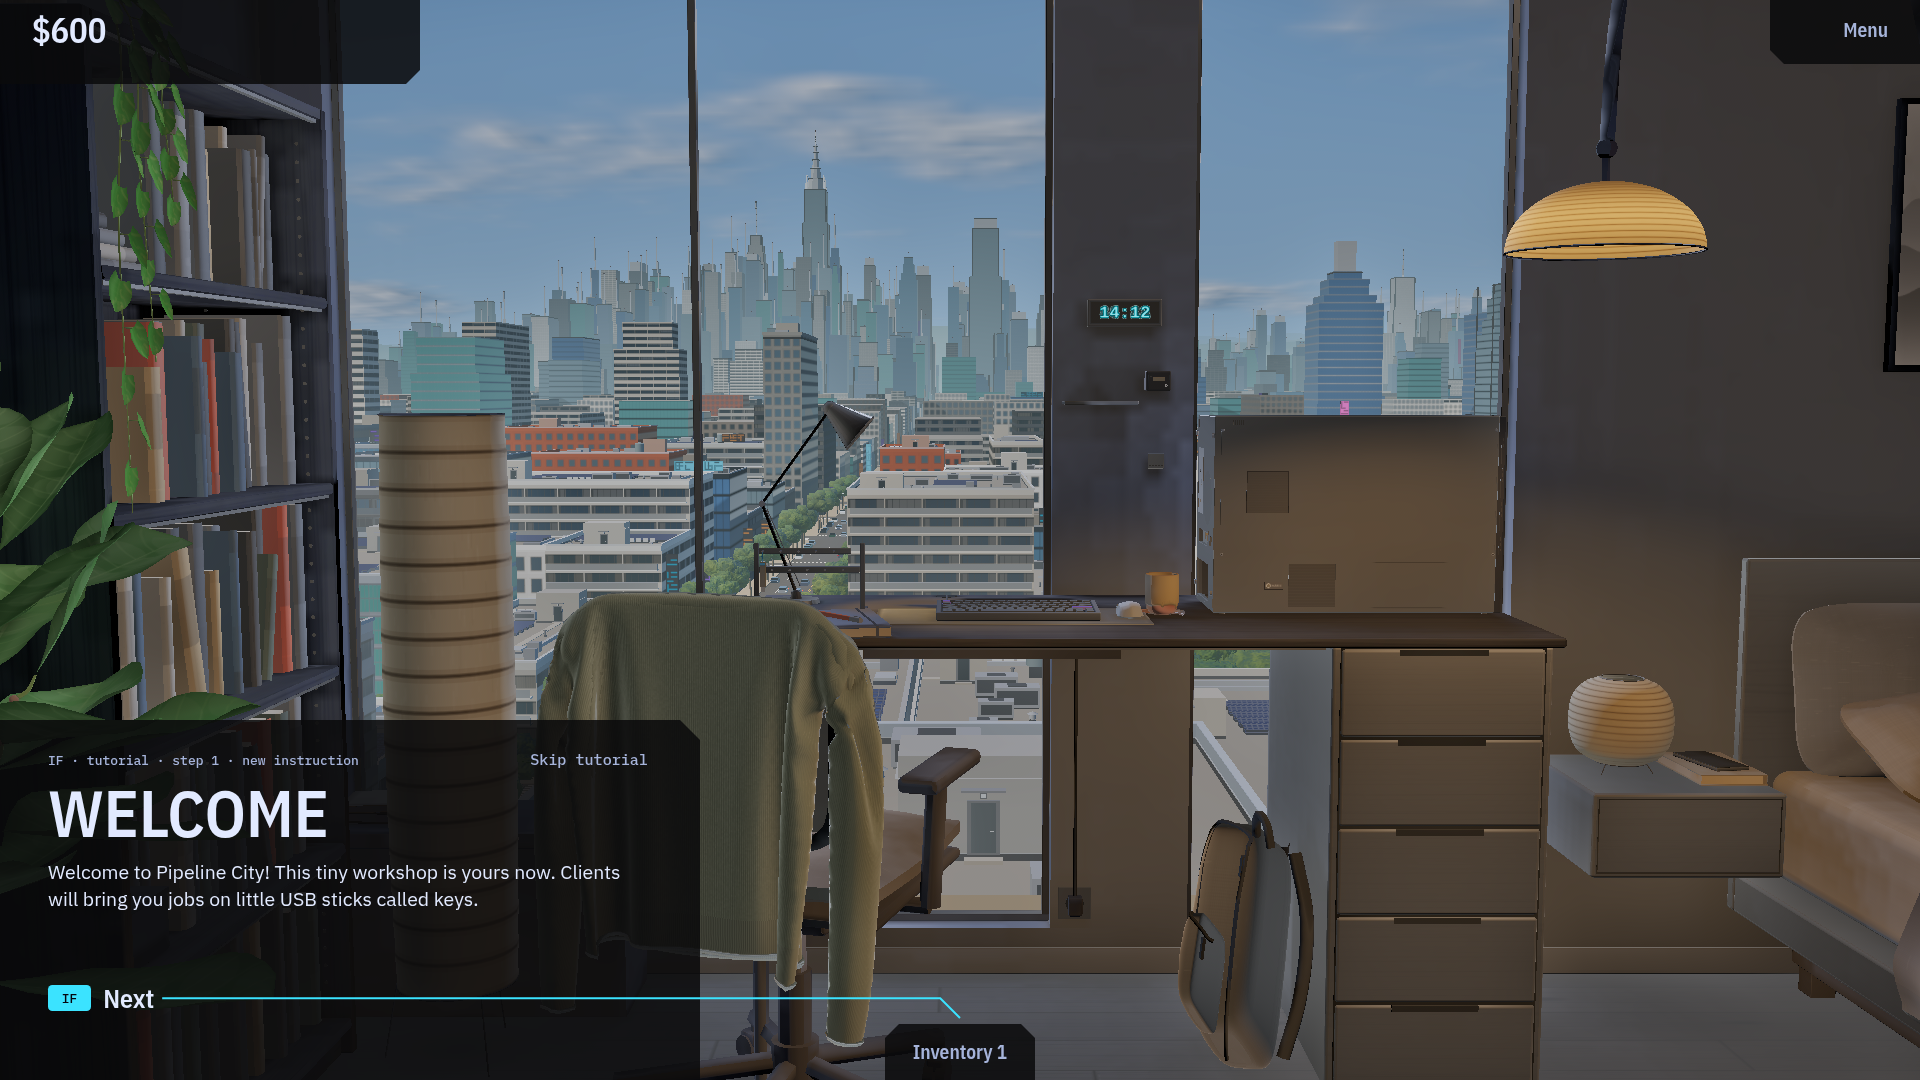 $600
Menu
14:12
IF · tutorial · step 1 · new instruction
Skip tutorial
WELCOME
Welcome to Pipeline City! This tiny workshop is yours now. Clients
will bring you jobs on little USB sticks called keys.
IF Next
Inventory 1